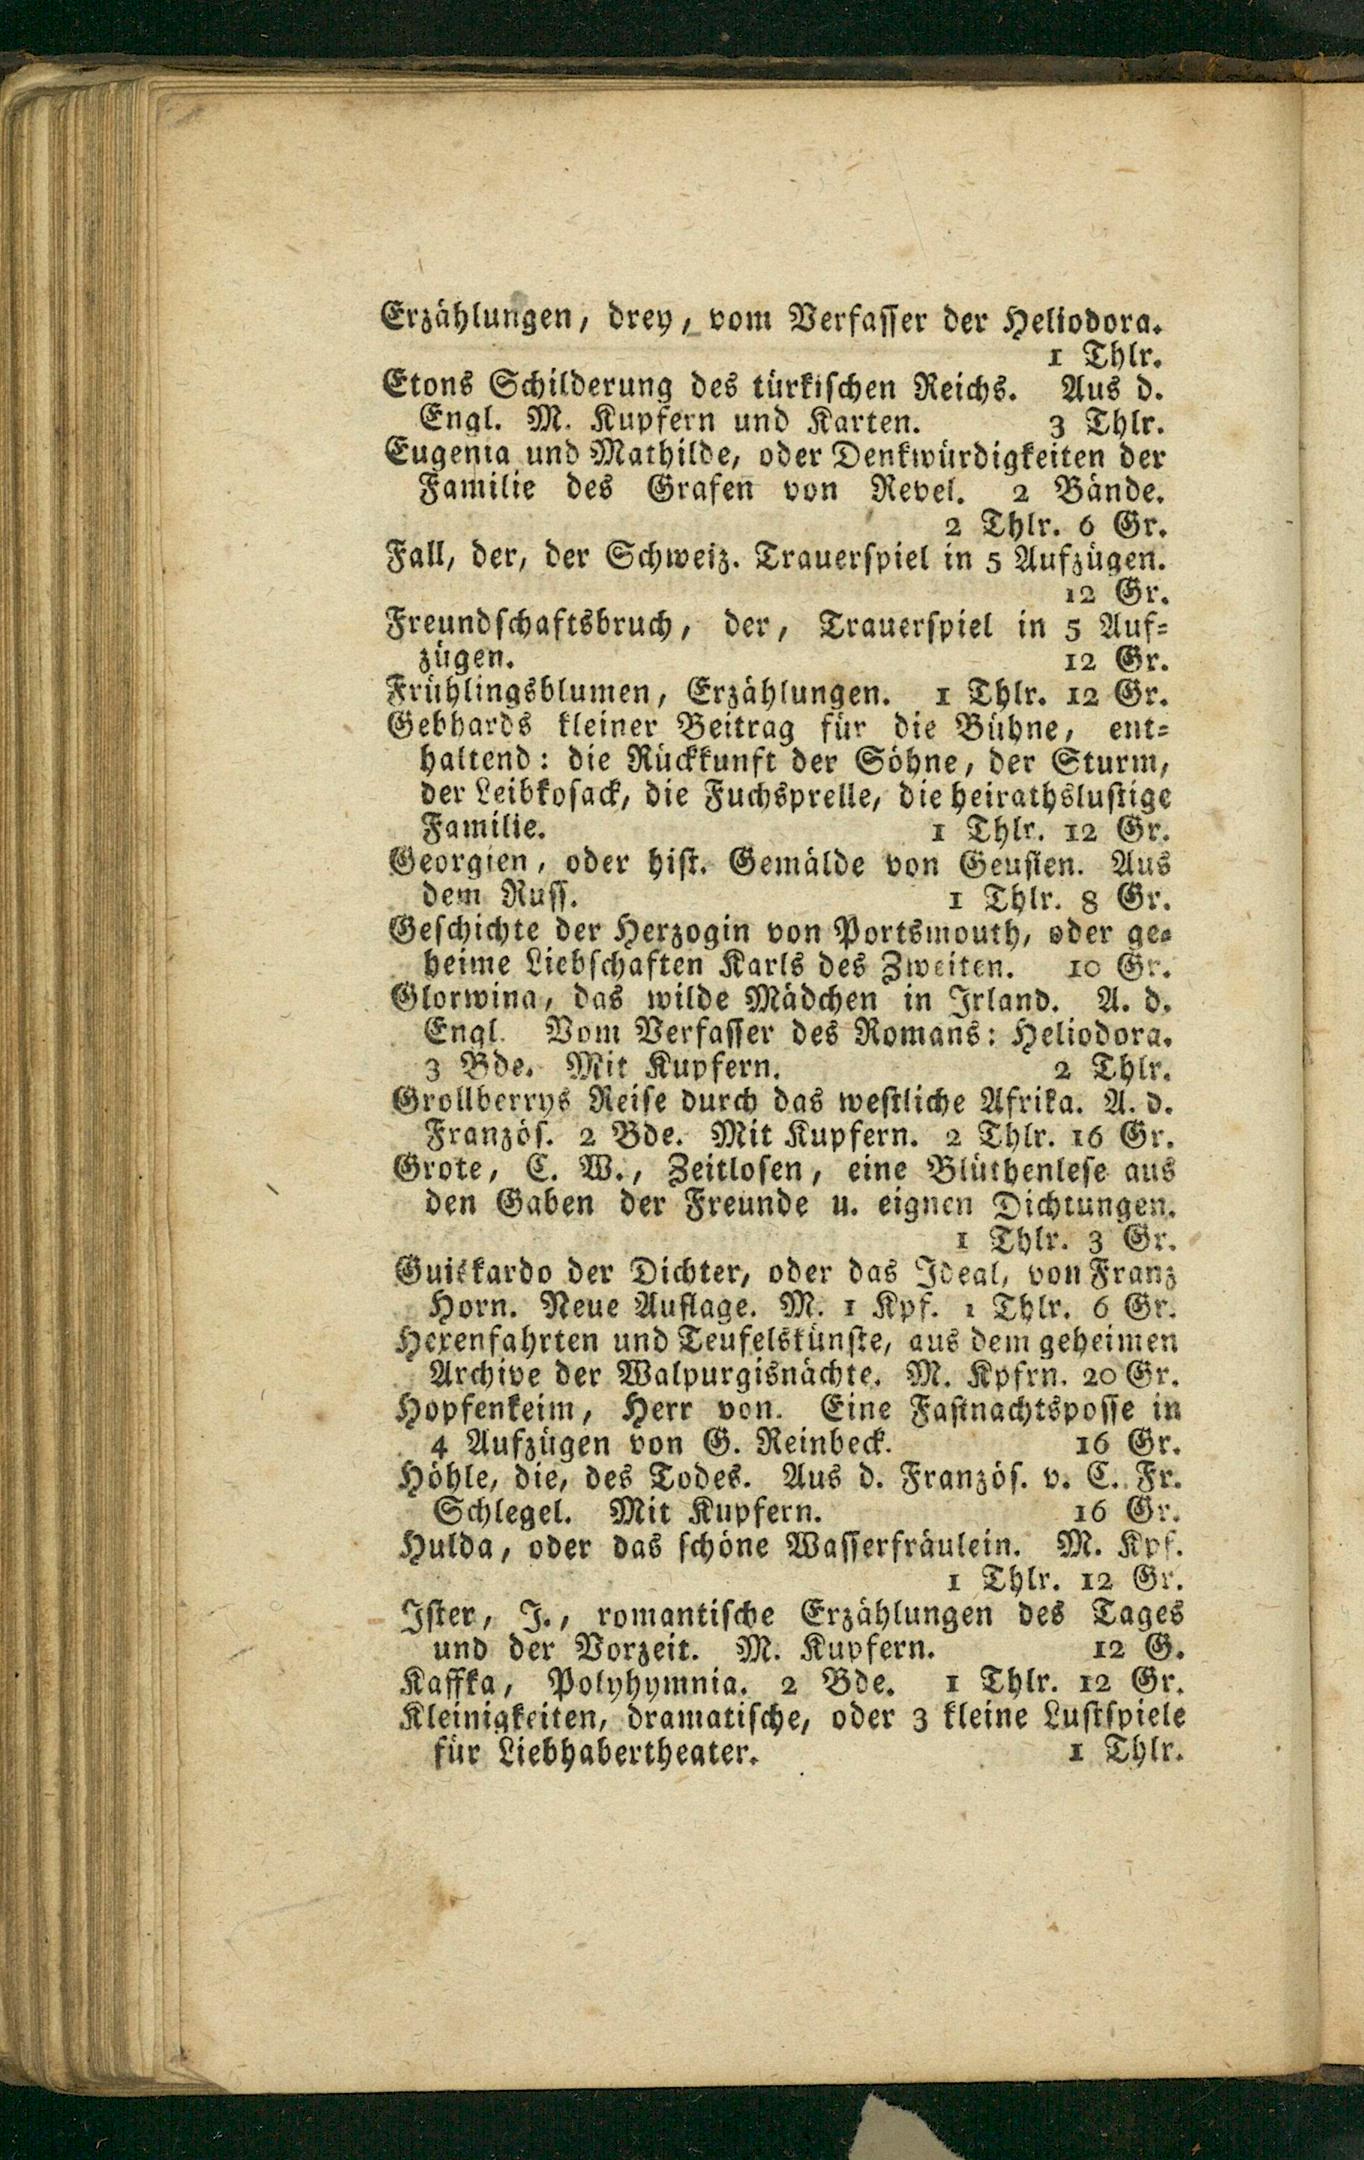 Erzählungen, drey, vom Verfasser der Heliodora.
1 Thlr.
Etons Schilderung des türkischen Reichs. Aus d.
Engl. M. Kupfern und Karten. 3 Thlr.
Eugenia und Mathilde, oder Denkwürdigkeiten der
Familie des Grafen von Revel. 2 Bände.
2 Thlr. 6 Gr.
Fall, der, der Schweiz. Trauerspiel in 5 Aufzügen.
12 Gr.
Freundschaftsbruch, der, Trauerspiel in 5 Auf-
zügen. 12 Gr.
Frühlingsblumen, Erzählungen. 1 Thlr. 12 Gr.
Gebhards kleiner Beitrag für die Bühne, ent-
haltend: die Rückkunft der Söhne, der Sturm,
der Leibkosack, die Fuchsprelle, die heirathslustige
Familie. 1 Thlr. 12 Gr.
Georgien, oder hist. Gemälde von Geusien. Aus
dem Russ. 1 Thlr. 8 Gr.
Geschichte der Herzogin von Portsmouth, oder ge-
heime Liebschaften Karls des Zweiten. 10 Gr.
Glorwina, das wilde Mädchen in Irland. A. d.
Engl. Vom Verfasser des Romans: Heliodora.
3 Bde. Mit Kupfern. 2 Thlr.
Grollberrys Reise durch das westliche Afrika. A. d.
Französ. 2 Bde. Mit Kupfern. 2 Thlr. 16 Gr.
Grote, C. W., Zeitlosen, eine Blüthenlese aus
den Gaben der Freunde u. eignen Dichtungen.
1 Thlr. 3 Gr.
Guiskardo der Dichter, oder das Ideal, von Franz
Horn. Neue Auflage. M. 1 Kpf. 1 Thlr. 6 Gr.
Hexenfahrten und Teufelskünste, aus dem geheimen
Archive der Walpurgisnächte. M. Kpfrn. 20 Gr.
Hopfenkeim, Herr von. Eine Fastnachtsposse in
4 Aufzügen von G. Reinbeck. 16 Gr.
Höhle, die, des Todes. Aus d. Französ. v. C. Fr.
Schlegel. Mit Kupfern. 16 Gr.
Hulda, oder das schöne Wasserfräulein. M. Kpf.
1 Thlr. 12 Gr.
Ister, J., romantische Erzählungen des Tages
und der Vorzeit. M. Kupfern. 12 G.
Kaffka, Polyhymnia. 2 Bde. 1 Thlr. 12 Gr.
Kleinigkeiten, dramatische, oder 3 kleine Lustspiele
für Liebhabertheater. 1 Thlr.